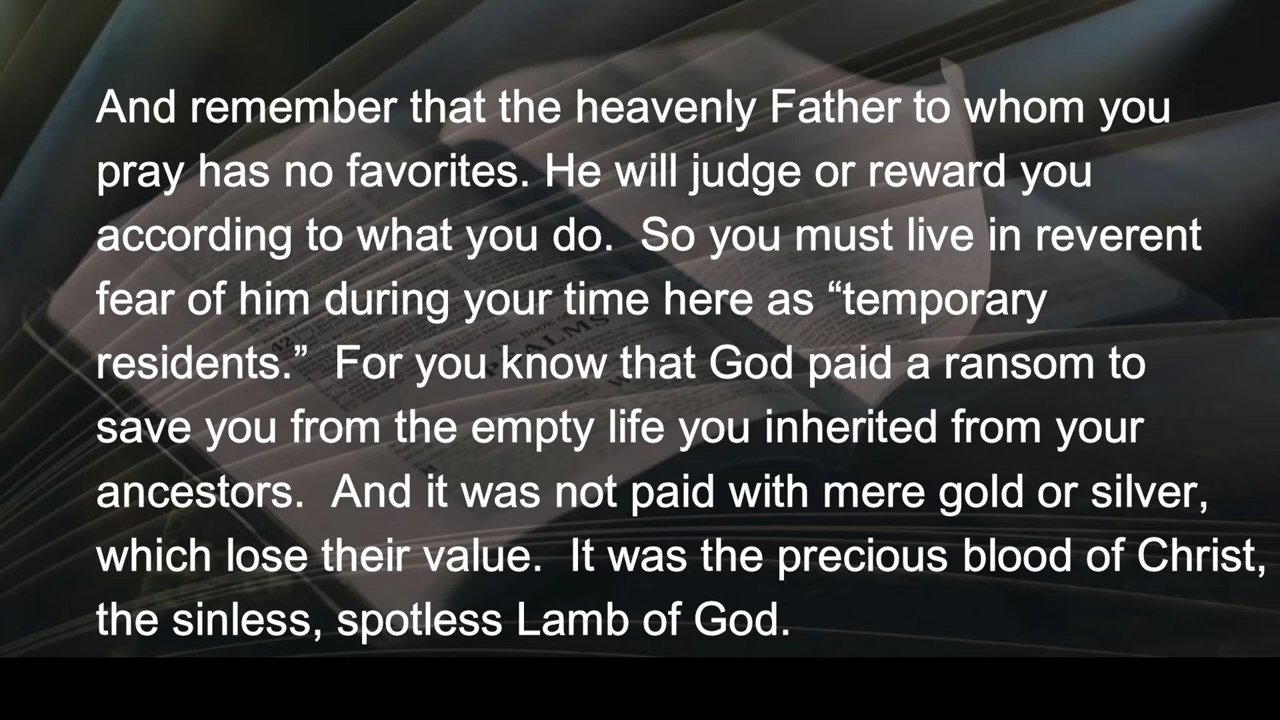 And remember that the heavenly Father to whom you
pray has no favorites. He will judge or reward you
according to what you do.  So you must live in reverent
fear of him during your time here as “temporary
residents.”  For you know that God paid a ransom to
save you from the empty life you inherited from your
ancestors.  And it was not paid with mere gold or silver,
which lose their value.  It was the precious blood of Christ,
the sinless, spotless Lamb of God.
The Book of
PSALMS